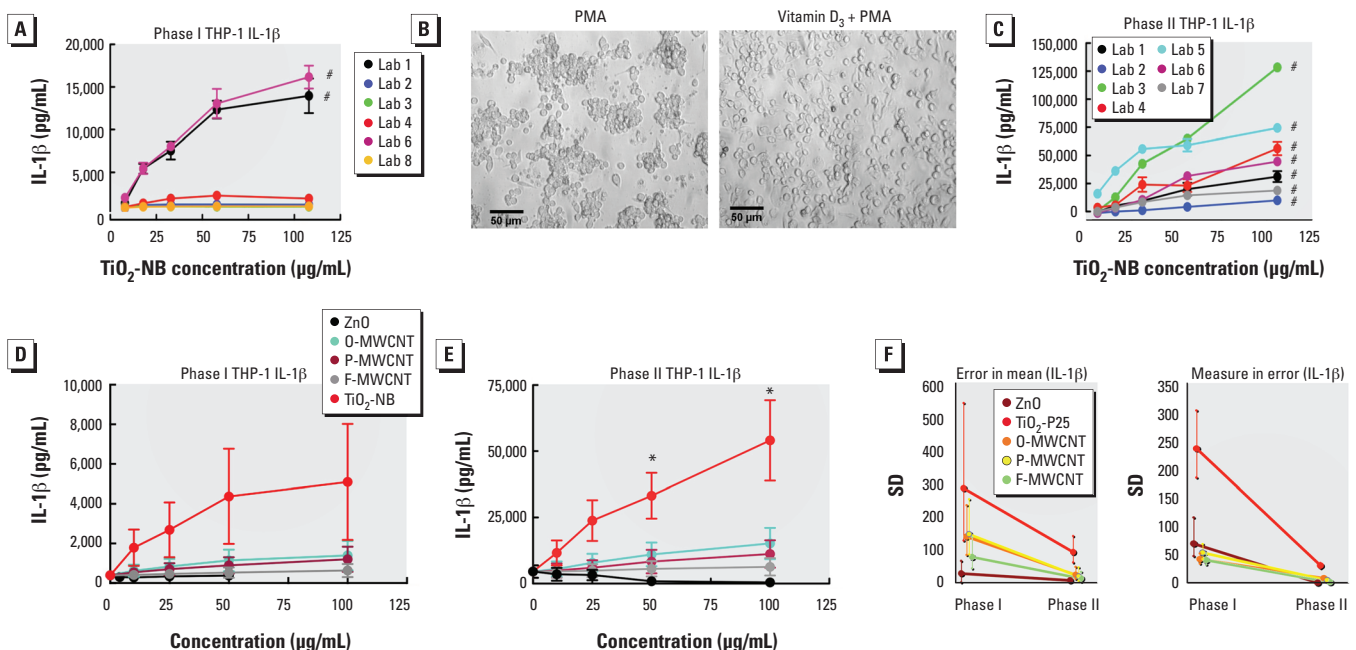 A
Phase I THP-1 IL-1β
20,000
15,000
10,000
5,000
0
IL-1β (pg/mL)
0 25 50 75 100 125
TiO2-NB concentration (µg/mL)
Lab 1
Lab 2
Lab 3
Lab 4
Lab 6
Lab 8
#
#
B
PMA
50 µm
Vitamin D3 + PMA
50 µm
C
Phase II THP-1 IL-1β
150,000
125,000
100,000
75,000
50,000
25,000
0
IL-1β (pg/mL)
0 25 50 75 100 125
TiO2-NB concentration (µg/mL)
Lab 1
Lab 2
Lab 3
Lab 4
Lab 5
Lab 6
Lab 7
#
#
#
#
#
#
#
D
Phase I THP-1 IL-1β
10,000
8,000
6,000
4,000
2,000
0
IL-1β (pg/mL)
0 25 50 75 100 125
Concentration (µg/mL)
ZnO
O-MWCNT
P-MWCNT
F-MWCNT
TiO2-NB
E
Phase II THP-1 IL-1β
75,000
50,000
25,000
0
IL-1β (pg/mL)
0 25 50 75 100
Concentration (µg/mL)
*
*
F
Error in mean (IL-1β)
600
500
400
300
200
100
0
SD
Phase I Phase II
ZnO
TiO2-P25
O-MWCNT
P-MWCNT
F-MWCNT
Measure in error (IL-1β)
350
300
250
200
150
100
50
0
SD
Phase I Phase II